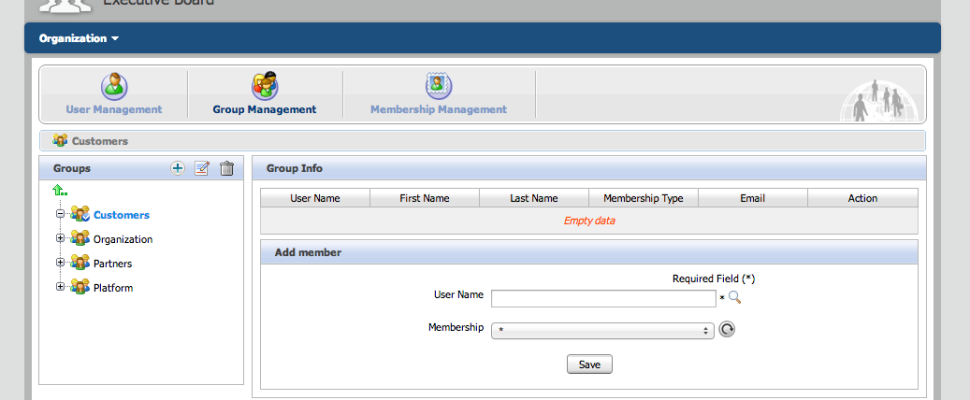 Executive Board
Organization
User Management Group Management Membership Management
Customers
Groups
Customers
Organization
Partners
Platform
Group Info
User Name First Name Last Name Membership Type Email Action
Empty data
Add member
Required Field (*)
User Name *
Membership *
Save